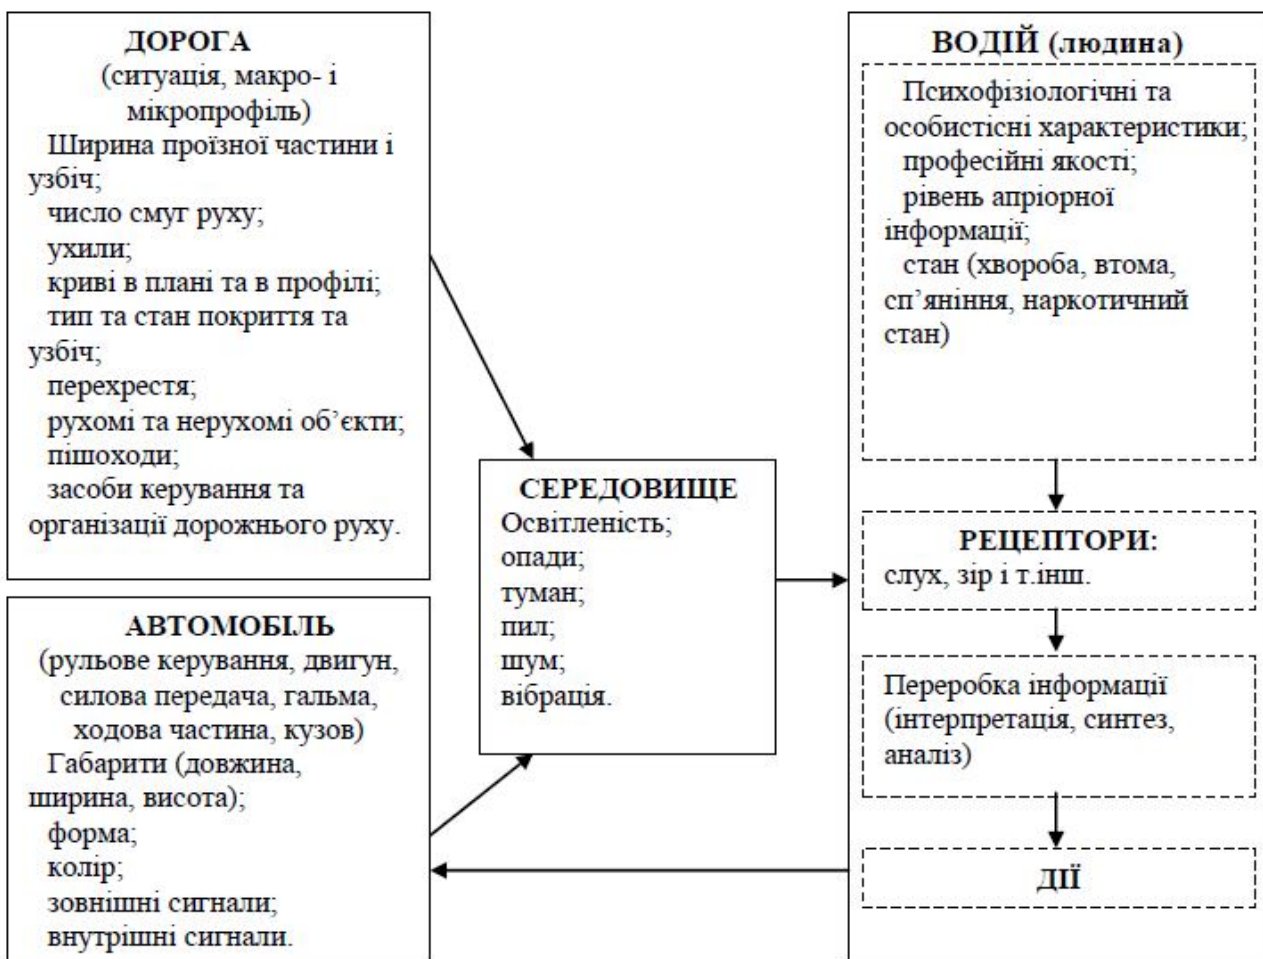 ДОРОГА
(ситуація, макро- і
мікропрофіль)
Ширина проїзної частини і
узбіч;
число смуг руху;
ухили;
криві в плані та в профілі;
тип та стан покриття та
узбіч;
перехрестя;
рухомі та нерухомі об’єкти;
пішоходи;
засоби керування та
організації дорожнього руху.
АВТОМОБІЛЬ
(рульове керування, двигун,
силова передача, гальма,
ходова частина, кузов)
Габарити (довжина,
ширина, висота);
форма;
колір;
зовнішні сигнали;
внутрішні сигнали.
СЕРЕДОВИЩЕ
Освітленість;
опади;
туман;
пил;
шум;
вібрація.
ВОДІЙ (людина)
Психофізіологічні та
особистісні характеристики;
професійні якості;
рівень апріорної
інформації;
стан (хвороба, втома,
сп’яніння, наркотичний
стан)
РЕЦЕПТОРИ:
слух, зір і т.інш.
Переробка інформації
(інтерпретація, синтез,
аналіз)
ДІЇ